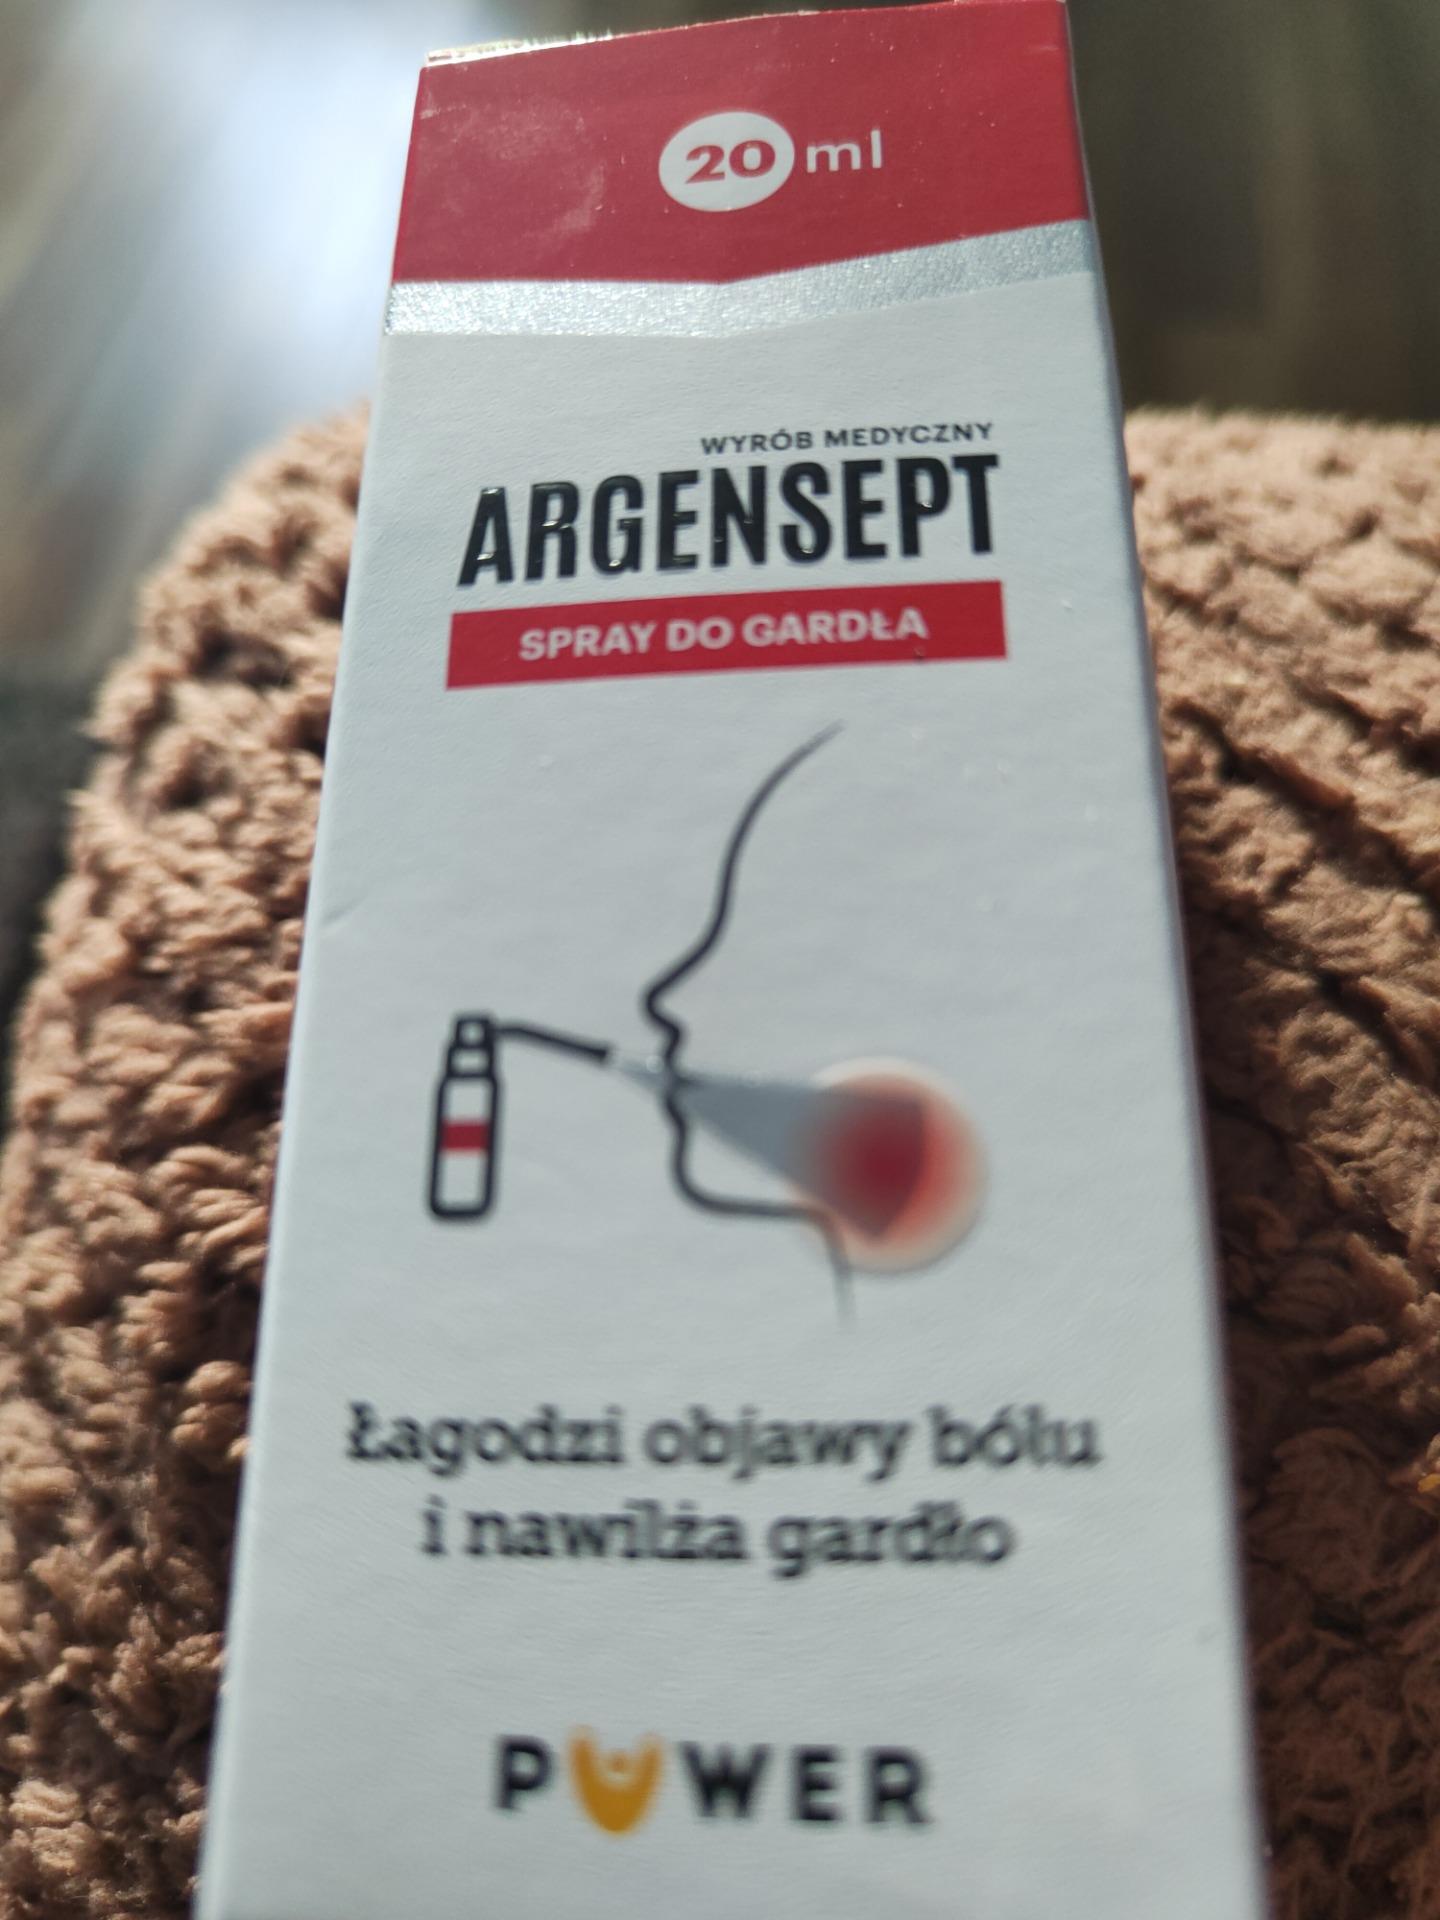 20 ml
WYRÓB MEDYCZNY
ARGENSEPT
SPRAY DO GARDŁA
Łagodzi objawy bólu
i nawilża gardło
POWER